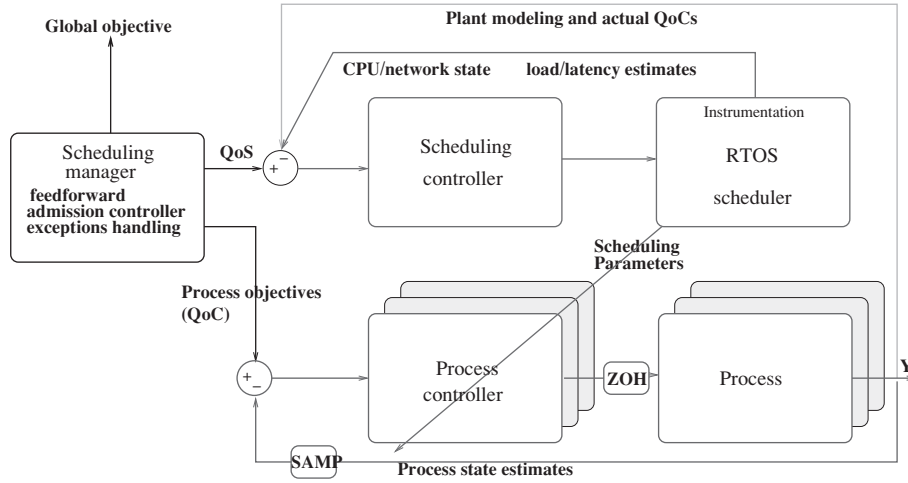 Plant modeling and actual QoCs
Global objective
CPU/network state load/latency estimates
Instrumentation
RTOS
scheduler
Scheduling
controller
QoS
+ −
Scheduling
manager
feedforward
admission controller
exceptions handling
Scheduling
Parameters
Process objectives
(QoC)
+ −
Process
controller
ZOH
Process
Y
SAMP
Process state estimates